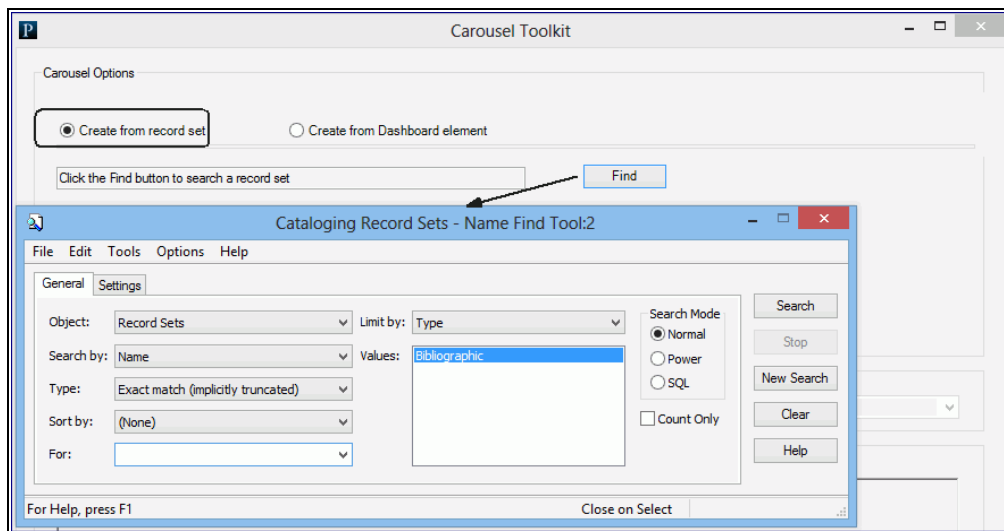 P
Carousel Toolkit
Carousel Options
Create from record set
Create from Dashboard element
Click the Find button to search a record set
Find
Cataloging Record Sets - Name Find Tool:2
File Edit Tools Options Help
General Settings
Object: Record Sets
Limit by: Type
Search Mode
Search
Normal
Search by: Name
Values: Bibliographic
Power
Stop
Type: Exact match (implicitly truncated)
SQL
New Search
Sort by: (None)
Count Only
Clear
For:
Help
For Help, press F1
Close on Select